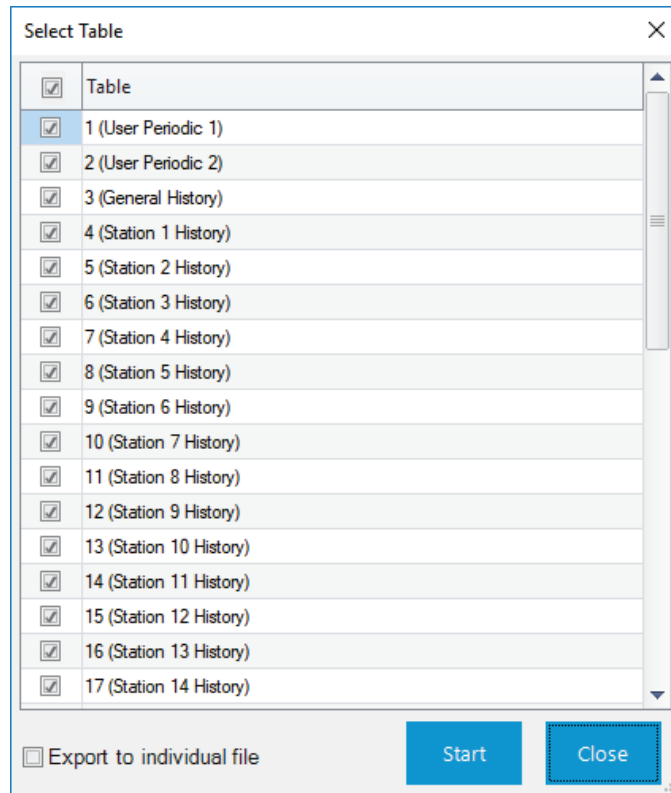 Select Table
Table
1 (User Periodic 1)
2 (User Periodic 2)
3 (General History)
4 (Station 1 History)
5 (Station 2 History)
6 (Station 3 History)
7 (Station 4 History)
8 (Station 5 History)
9 (Station 6 History)
10 (Station 7 History)
11 (Station 8 History)
12 (Station 9 History)
13 (Station 10 History)
14 (Station 11 History)
15 (Station 12 History)
16 (Station 13 History)
17 (Station 14 History)
Export to individual file
Start
Close